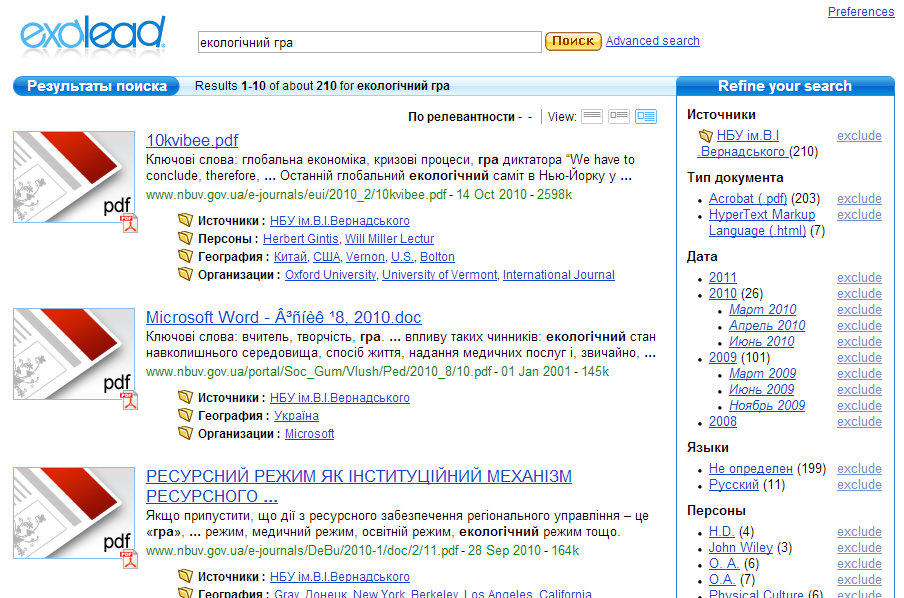 Preferences
exalead
екологічний гра
Поиск
Advanced search
Результаты поиска
Results 1-10 of about 210 for екологічний гра
По релевантности - -
View:
10kvibee.pdf
Ключові слова: глобальна економіка, кризові процеси, гра диктатора “We have to
conclude, therefore, ... Останній глобальний екологічний саміт в Нью-Йорку у ...
www.nbuv.gov.ua/e-journals/eui/2010_2/10kvibee.pdf - 14 Oct 2010 - 2598k
Источники : НБУ ім.В.І.Вернадського
Персоны : Herbert Gintis, Will Miller Lectur
География : Китай, США, Vernon, U.S., Bolton
Организации : Oxford University, University of Vermont, International Journal
pdf
PDF
Microsoft Word - Â³ñíèê ¹8, 2010.doc
Ключові слова: вчитель, творчість, гра. ... впливу таких чинників: екологічний стан
навколишнього середовища, спосіб життя, надання медичних послуг і, звичайно, ...
www.nbuv.gov.ua/portal/Soc_Gum/Vlush/Ped/2010_8/10.pdf - 01 Jan 2001 - 145k
Источники : НБУ ім.В.І.Вернадського
География : Україна
Организации : Microsoft
pdf
PDF
РЕСУРСНИЙ РЕЖИМ ЯК ІНСТИТУЦІЙНИЙ МЕХАНІЗМ
РЕСУРСНОГО ...
Якщо припустити, що дії з ресурсного забезпечення регіонального управління – це
«гра», ... режим, медичний режим, освітній режим, екологічний режим тощо.
www.nbuv.gov.ua/e-journals/DeBu/2010-1/doc/2/11.pdf - 28 Sep 2010 - 164k
Источники : НБУ ім.В.І.Вернадського
География : Gray, Донецк, New York, Berkeley, Los Angeles, California
pdf
PDF
Refine your search
Источники
НБУ ім.В.І exclude
.Вернадського (210)
Тип документа
Acrobat (.pdf) (203) exclude
HyperText Markup exclude
Language (.html) (7)
Дата
2011 exclude
2010 (26) exclude
Март 2010 exclude
Апрель 2010 exclude
Июнь 2010 exclude
2009 (101) exclude
Март 2009 exclude
Июнь 2009 exclude
Ноябрь 2009 exclude
2008 exclude
Языки
Не определен (199) exclude
Русский (11) exclude
Персоны
H.D. (4) exclude
John Wiley (3) exclude
О. А. (6) exclude
О.А. (7) exclude
Physical Culture (6) exclude